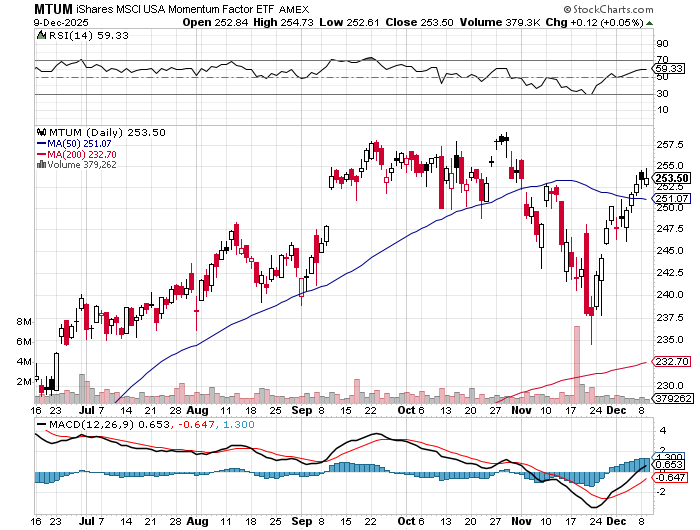 MTUM iShares MSCI USA Momentum Factor ETF AMEX
© StockCharts.com
9-Dec-2025
Open 252.84 High 254.73 Low 252.61 Close 253.50 Volume 379.3K Chg +0.12 (+0.05%)
RSI(14) 59.33
90
70
59.33
50
30
10
MTUM (Daily) 253.50
MA(50) 251.07
MA(200) 232.70
Volume 379,262
257.5
255.0
253.50
252.5
251.07
250.0
247.5
245.0
242.5
240.0
237.5
235.0
232.70
230.0
379262
8M
6M
4M
2M
16 23 Jul 7 14 21 28 Aug 11 18 25 Sep 8 15 22 Oct 6 13 20 27 Nov 10 17 24 Dec 8
MACD(12,26,9) 0.653, -0.647, 1.300
4
2
1.300
0.653
-0.647
-2
16 23 Jul 7 14 21 28 Aug 11 18 25 Sep 8 15 22 Oct 6 13 20 27 Nov 10 17 24 Dec 8